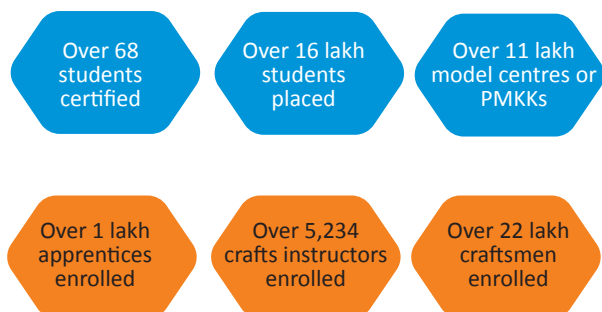 Over 68
students
certified
Over 16 lakh
students
placed
Over 11 lakh
model centres or
PMKKs
Over 1 lakh
apprentices
enrolled
Over 5,234
crafts instructors
enrolled
Over 22 lakh
craftsmen
enrolled